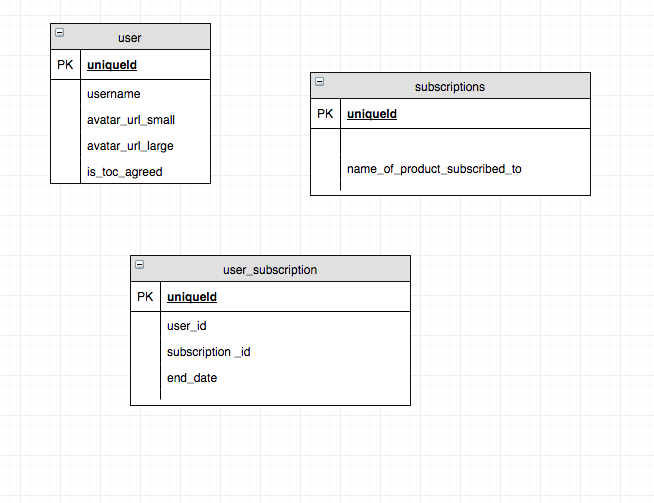 user
PK uniqueId
username
avatar_url_small
avatar_url_large
is_toc_agreed
subscriptions
PK uniqueId
name_of_product_subscribed_to
user_subscription
PK uniqueId
user_id
subscription _id
end_date